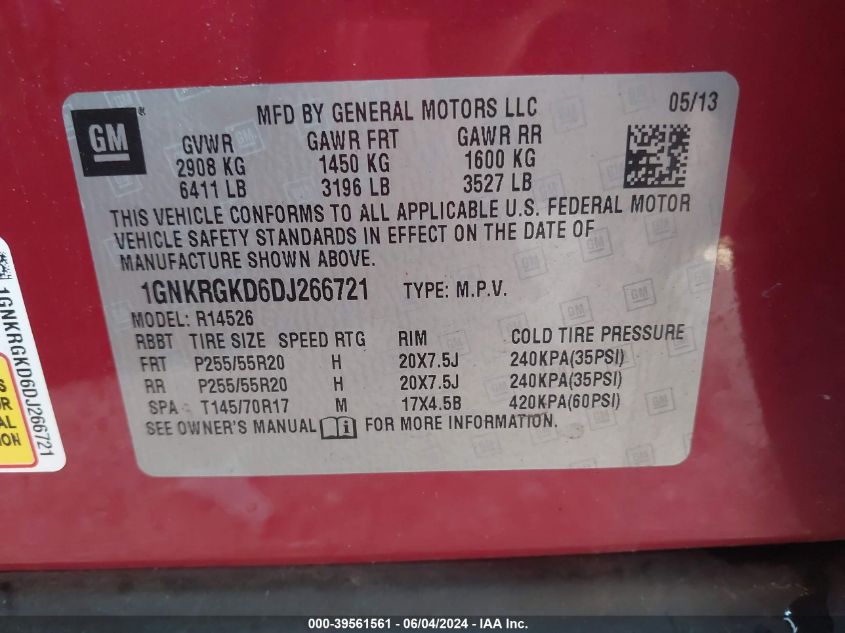 GM
®
MFD BY GENERAL MOTORS LLC 05/13
GVWR GAWR FRT GAWR RR
2908 KG 1450 KG 1600 KG
6411 LB 3196 LB 3527 LB
THIS VEHICLE CONFORMS TO ALL APPLICABLE U.S. FEDERAL MOTOR
VEHICLE SAFETY STANDARDS IN EFFECT ON THE DATE OF
MANUFACTURE SHOWN ABOVE.
1GNKRGKD6DJ266721 TYPE: M.P.V.
MODEL: R14526
RBBT TIRE SIZE SPEED RTG RIM COLD TIRE PRESSURE
FRT P255/55R20 H 20X7.5J 240KPA(35PSI)
RR P255/55R20 H 20X7.5J 240KPA(35PSI)
SPA T145/70R17 M 17X4.5B 420KPA(60PSI)
SEE OWNER'S MANUAL i FOR MORE INFORMATION.
1GNKRGKD6DJ266721
000-39561561 - 06/04/2024 - IAA Inc.